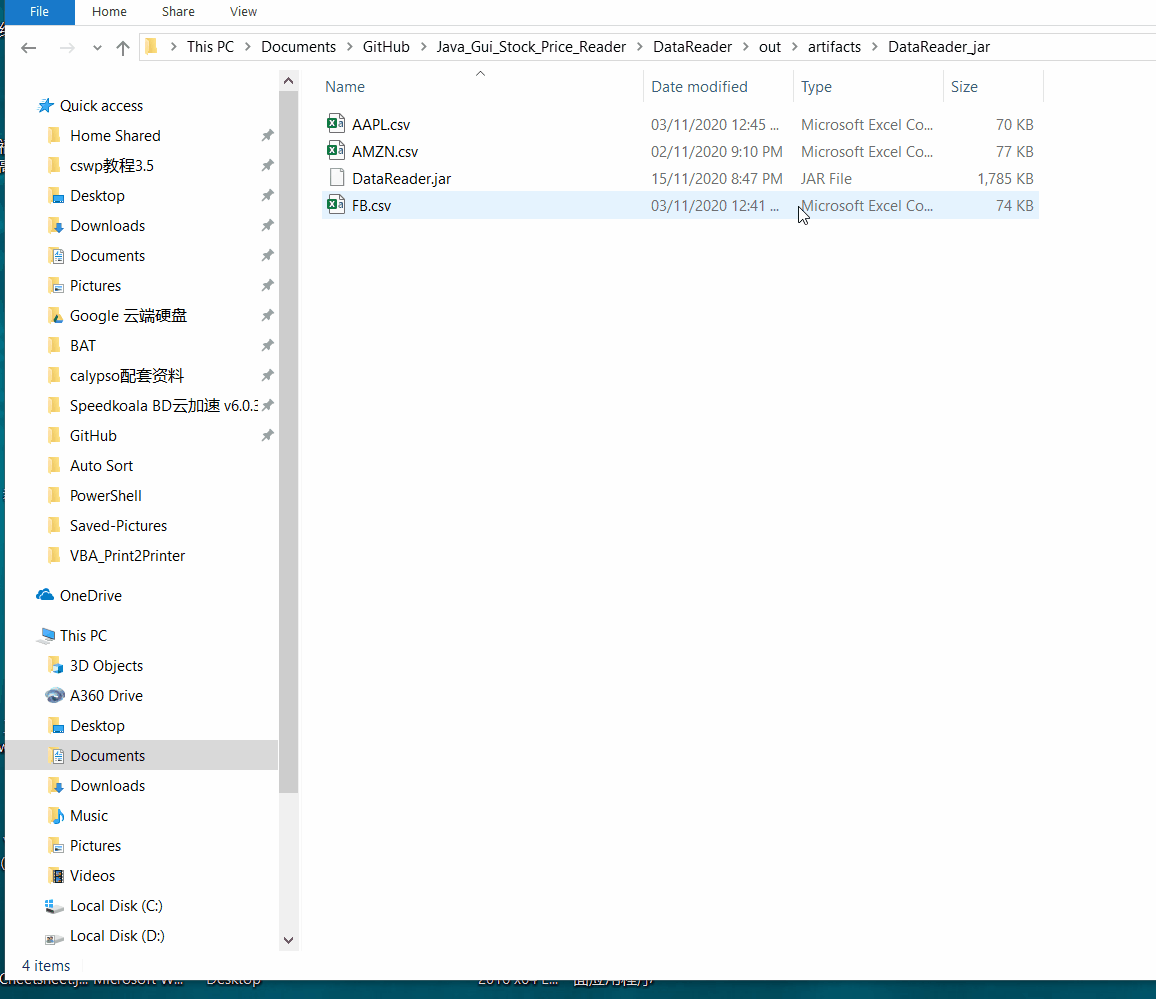 File Home Share View
This PC Documents GitHub Java_Gui_Stock_Price_Reader DataReader out artifacts DataReader_jar
Name Date modified Type Size
AAPL.csv 03/11/2020 12:45 ... Microsoft Excel Co... 70 KB
AMZN.csv 02/11/2020 9:10 PM Microsoft Excel Co... 77 KB
DataReader.jar 15/11/2020 8:47 PM JAR File 1,785 KB
FB.csv 03/11/2020 12:41 ... Microsoft Excel Co... 74 KB
Quick access
Home Shared
cswp教程3.5
Desktop
Downloads
Documents
Pictures
Google 云端硬盘
BAT
calypso配套资料
Speedkoala BD云加速 v6.0.3
GitHub
Auto Sort
PowerShell
Saved-Pictures
VBA_Print2Printer
OneDrive
This PC
3D Objects
A360 Drive
Desktop
Documents
Downloads
Music
Pictures
Videos
Local Disk (C:)
Local Disk (D:)
4 items